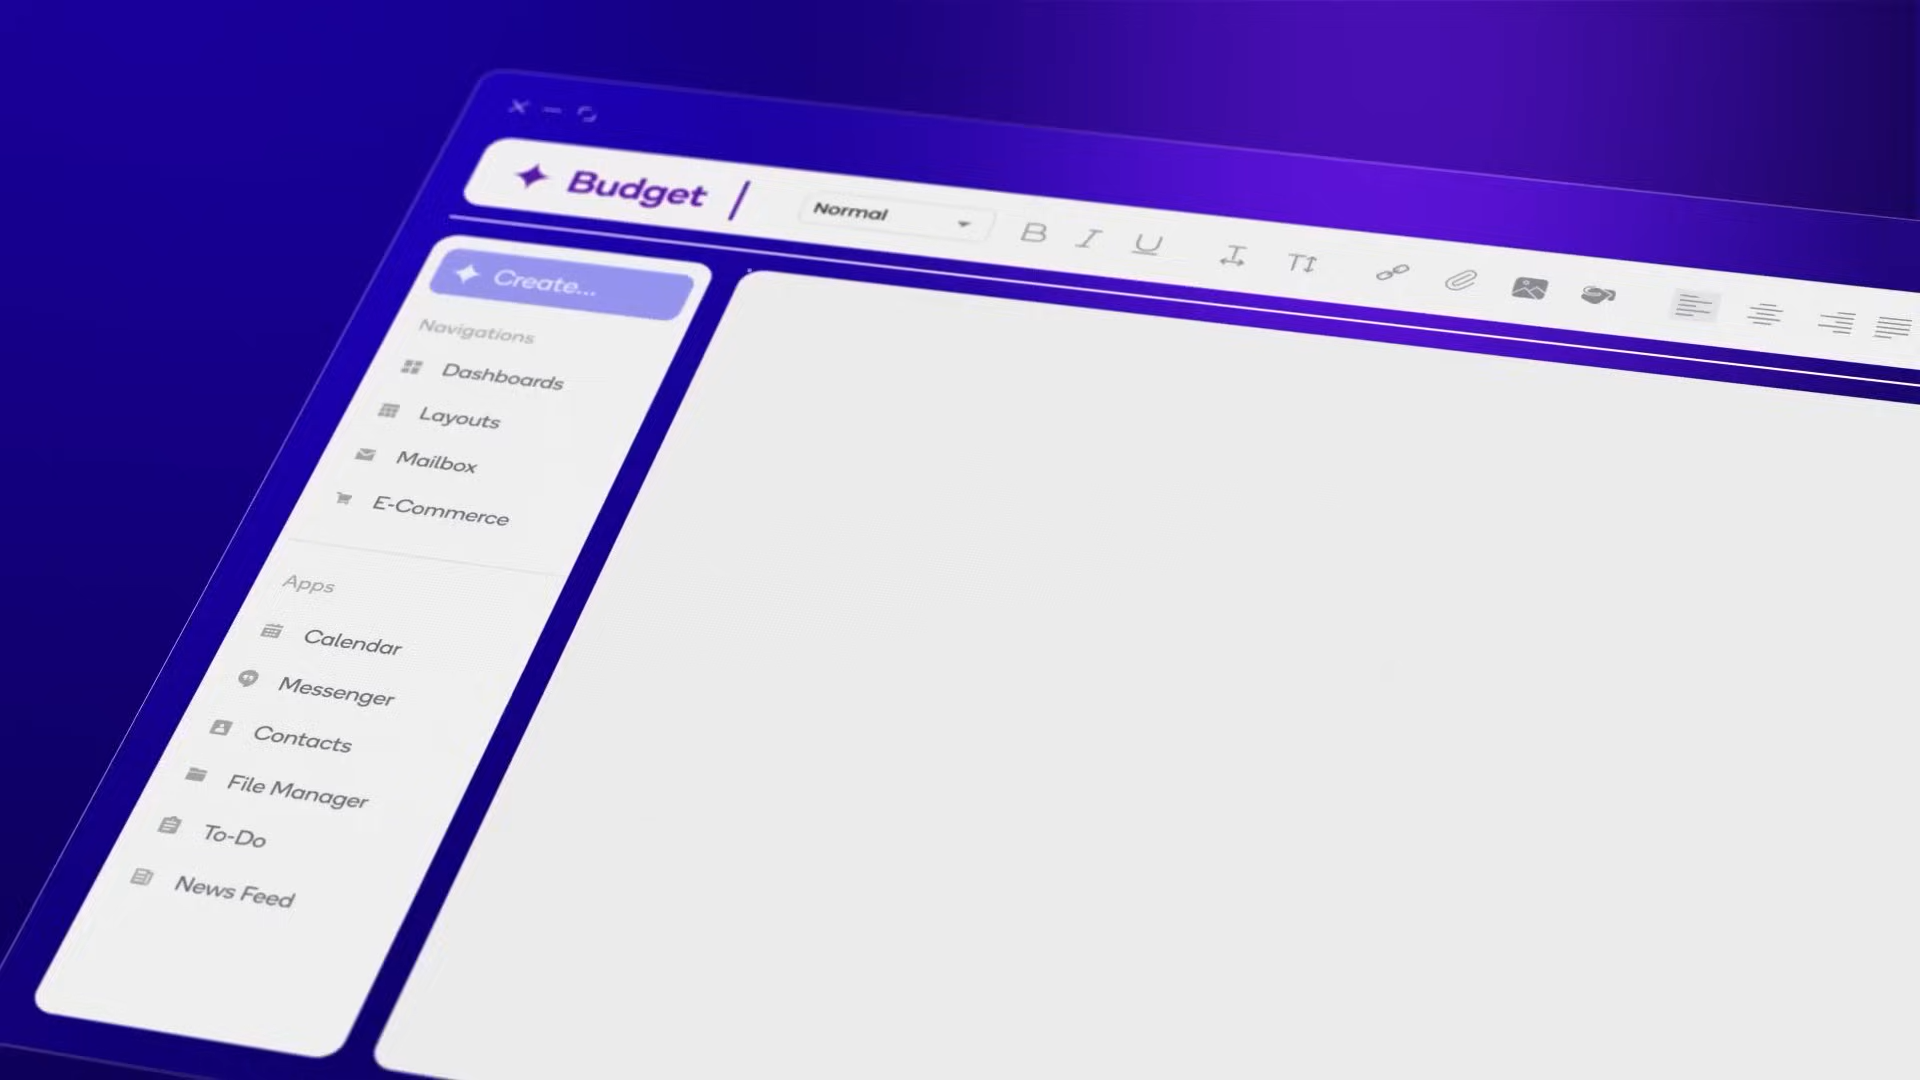 Budget
Normal
B I U
Create...
Navigations
Dashboards
Layouts
Mailbox
E-Commerce
Apps
Calendar
Messenger
Contacts
File Manager
To-Do
News Feed